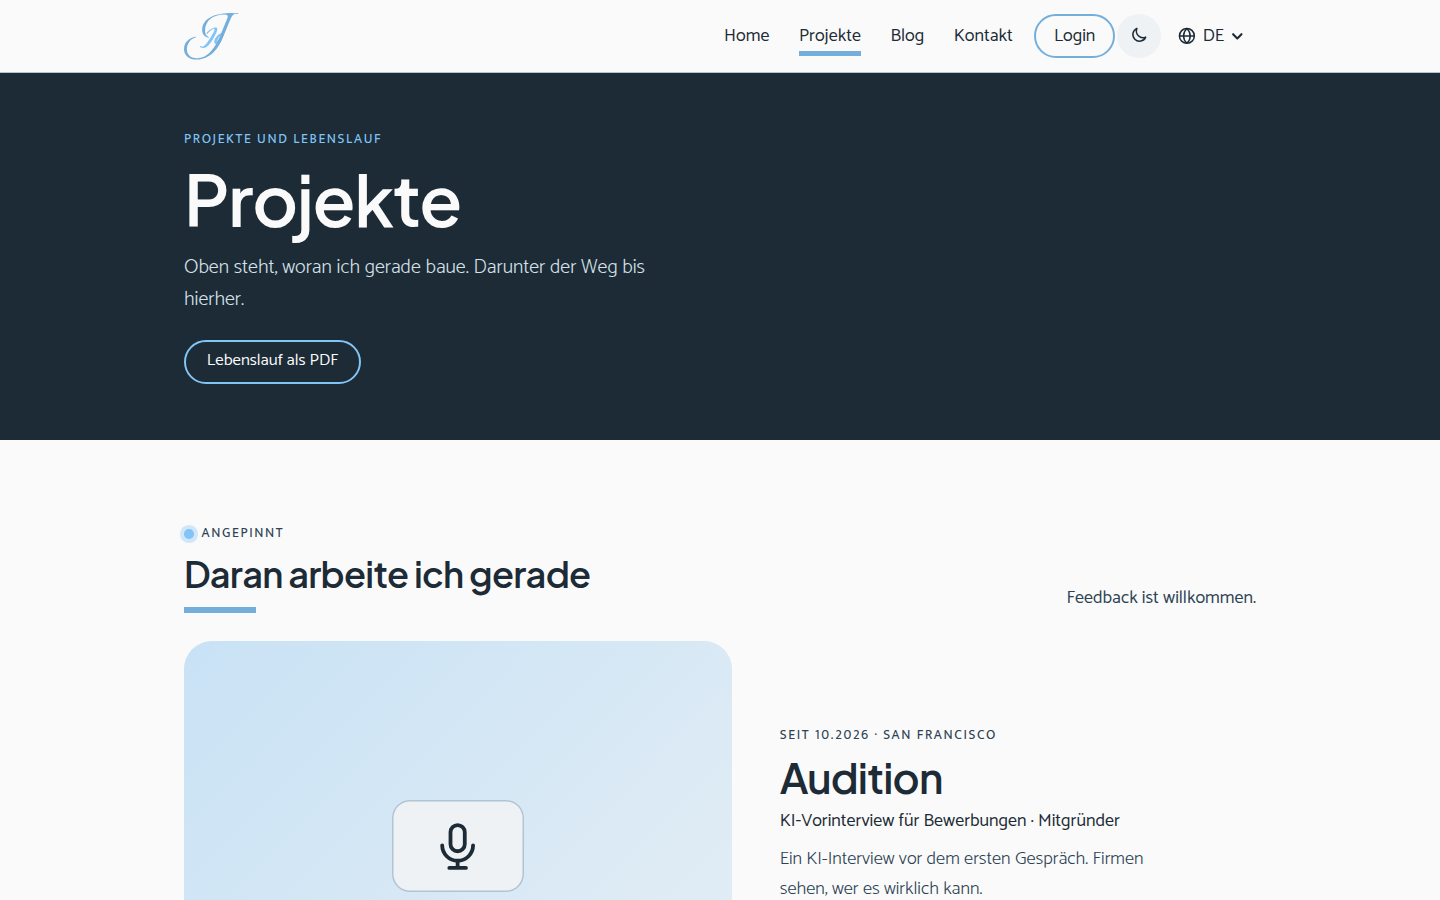 Home Projekte Blog Kontakt Login DE
PROJEKTE UND LEBENSLAUF
Projekte
Oben steht, woran ich gerade baue. Darunter der Weg bis
hierher.
Lebenslauf als PDF
ANGEPINNT
Daran arbeite ich gerade
Feedback ist willkommen.
SEIT 10.2026 · SAN FRANCISCO
Audition
KI-Vorinterview für Bewerbungen · Mitgründer
Ein KI-Interview vor dem ersten Gespräch. Firmen
sehen, wer es wirklich kann.